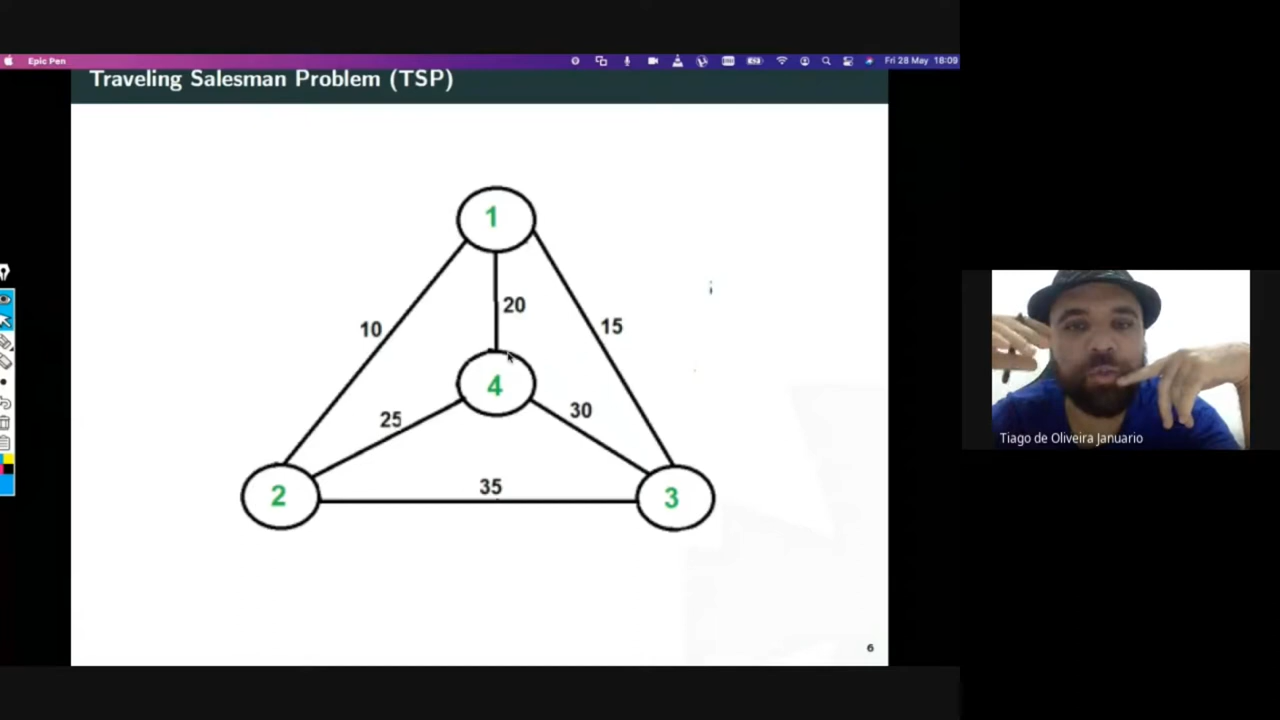 Epic Pen
Fri 28 May 18:09
Traveling Salesman Problem (TSP)
1
20
10
15
4
25
30
2
35
3
6
Tiago de Oliveira Januario